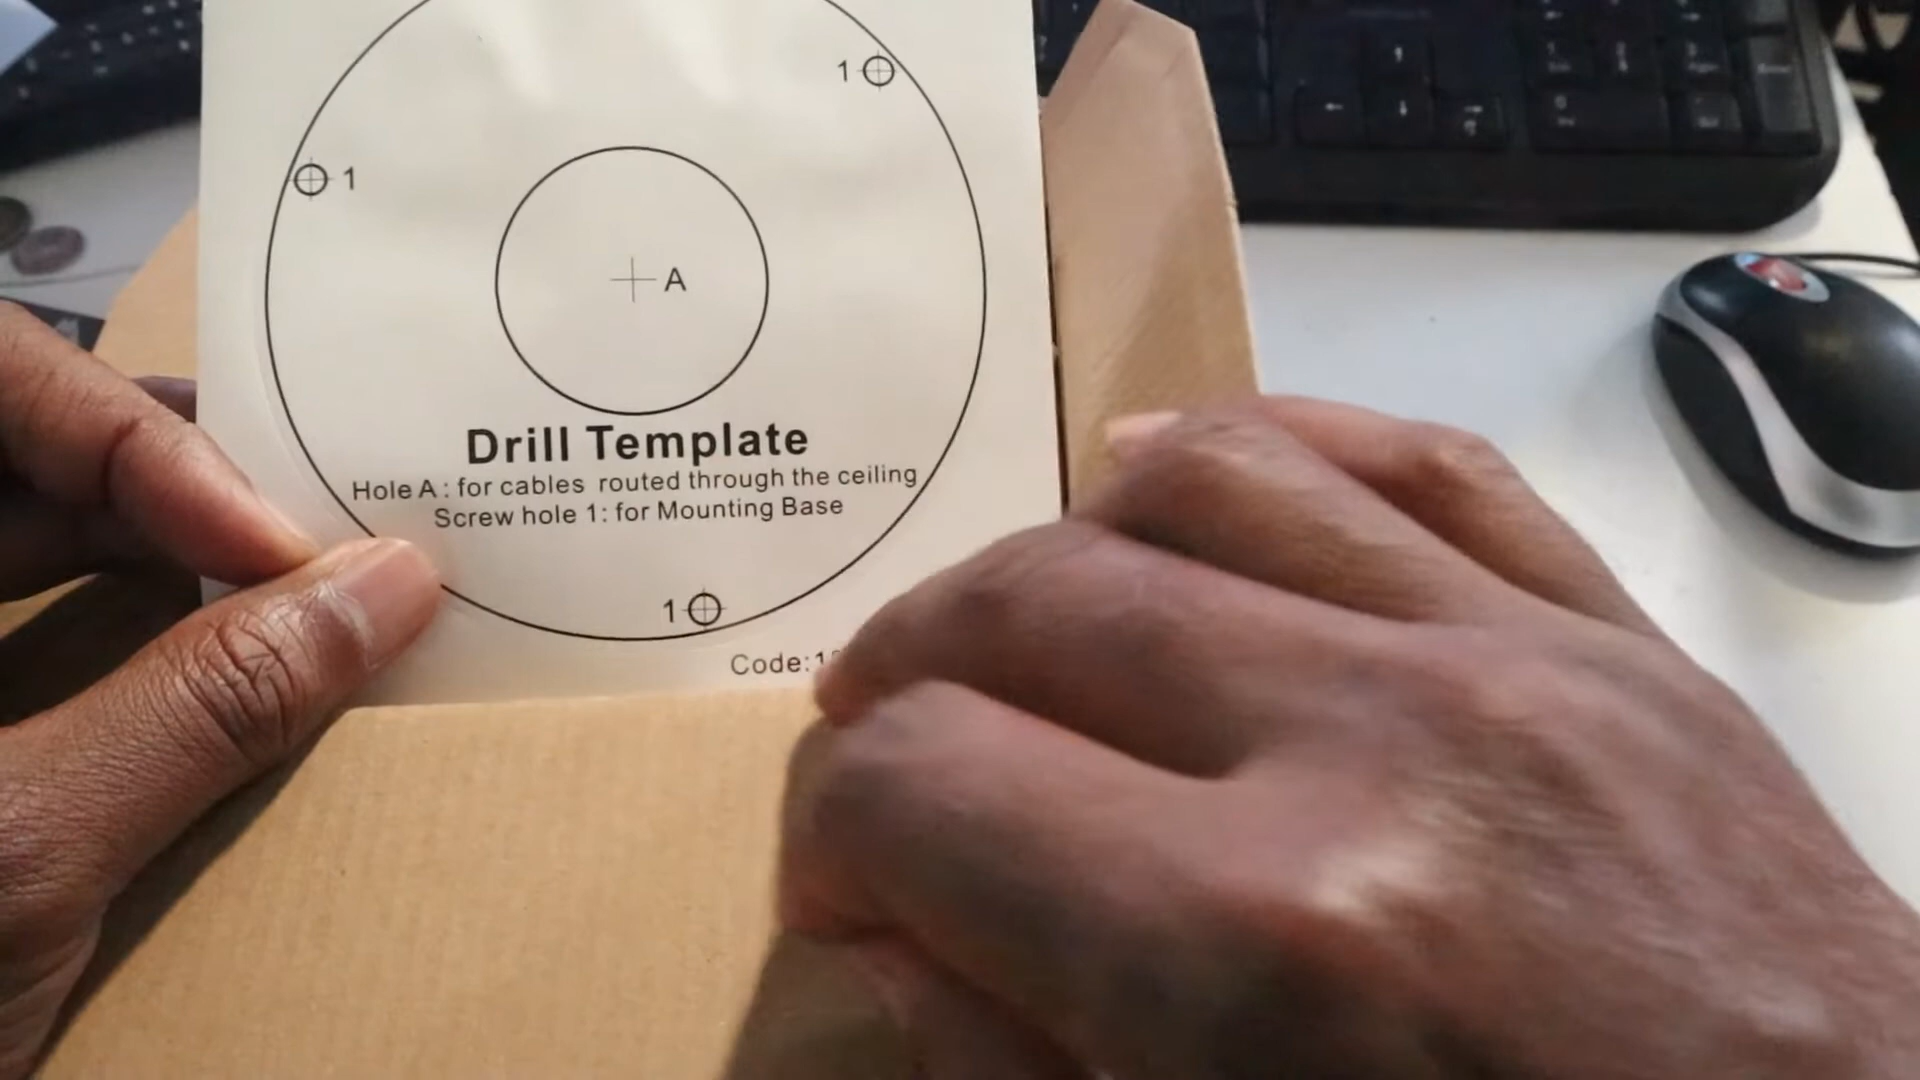 1
1
A
Drill Template
Hole A : for cables routed through the ceiling
Screw hole 1: for Mounting Base
1
Code: